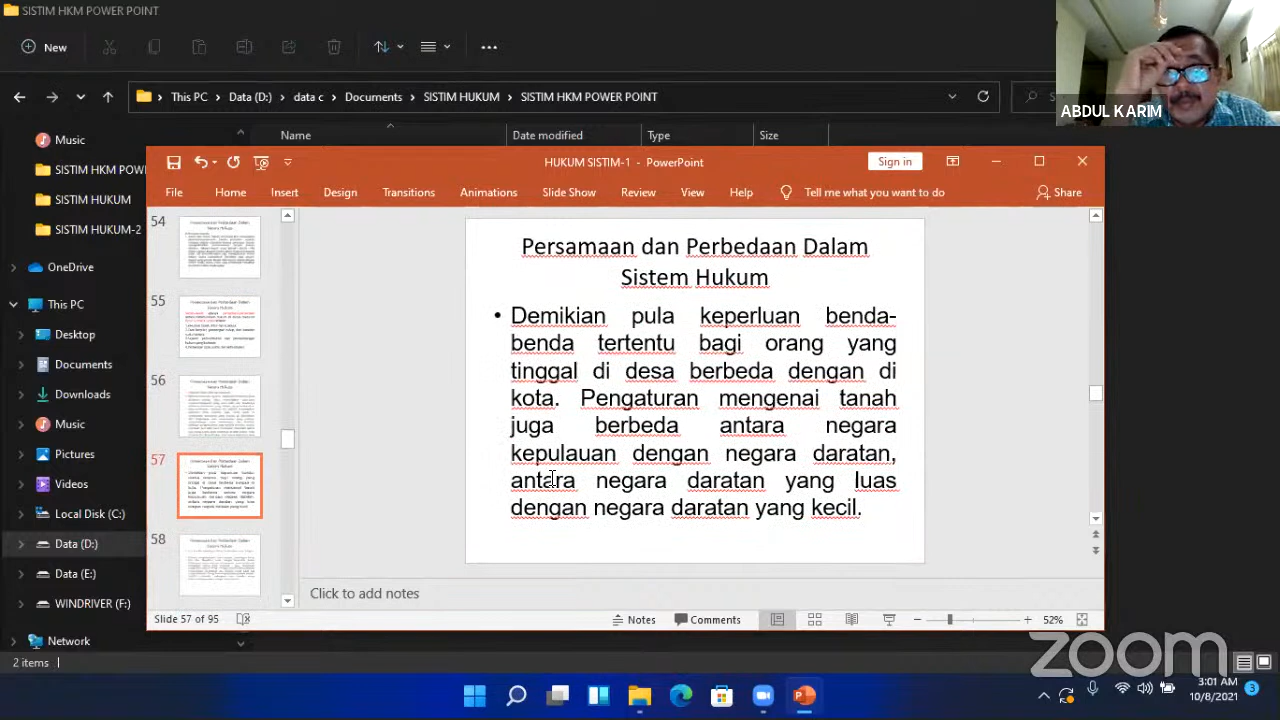 SISTIM HKM POWER POINT
New
This PC
Data (D:)
data c
Documents
SISTIM HUKUM
SISTIM HKM POWER POINT
ABDUL KARIM
Name
Date modified
Type
Size
Music
SISTIM HKM POW
SISTIM HUKUM
SISTIM HUKUM-2
OneDrive
This PC
Desktop
Documents
Downloads
Music
Pictures
Videos
Local Disk (C:)
Data (D:)
Data (E:)
WINDRIVER (F:)
Network
2 items
HUKUM SISTIM-1 - PowerPoint
Sign in
File
Home
Insert
Design
Transitions
Animations
Slide Show
Review
View
Help
Tell me what you want to do
Share
54
55
56
57
58
Persamaan dan Perbedaan Dalam
Sistem Hukum
• Demikian pula keperluan benda-
benda tertentu bagi orang yang
tinggal di desa berbeda dengan di
kota. Pengaturan mengenai tanah
juga berbeda antara negara
kepulauan dengan negara daratan,
antara negara daratan yang luas
dengan negara daratan yang kecil.
Click to add notes
Slide 57 of 95
Notes
Comments
52%
zoom
3:01 AM
10/8/2021
3